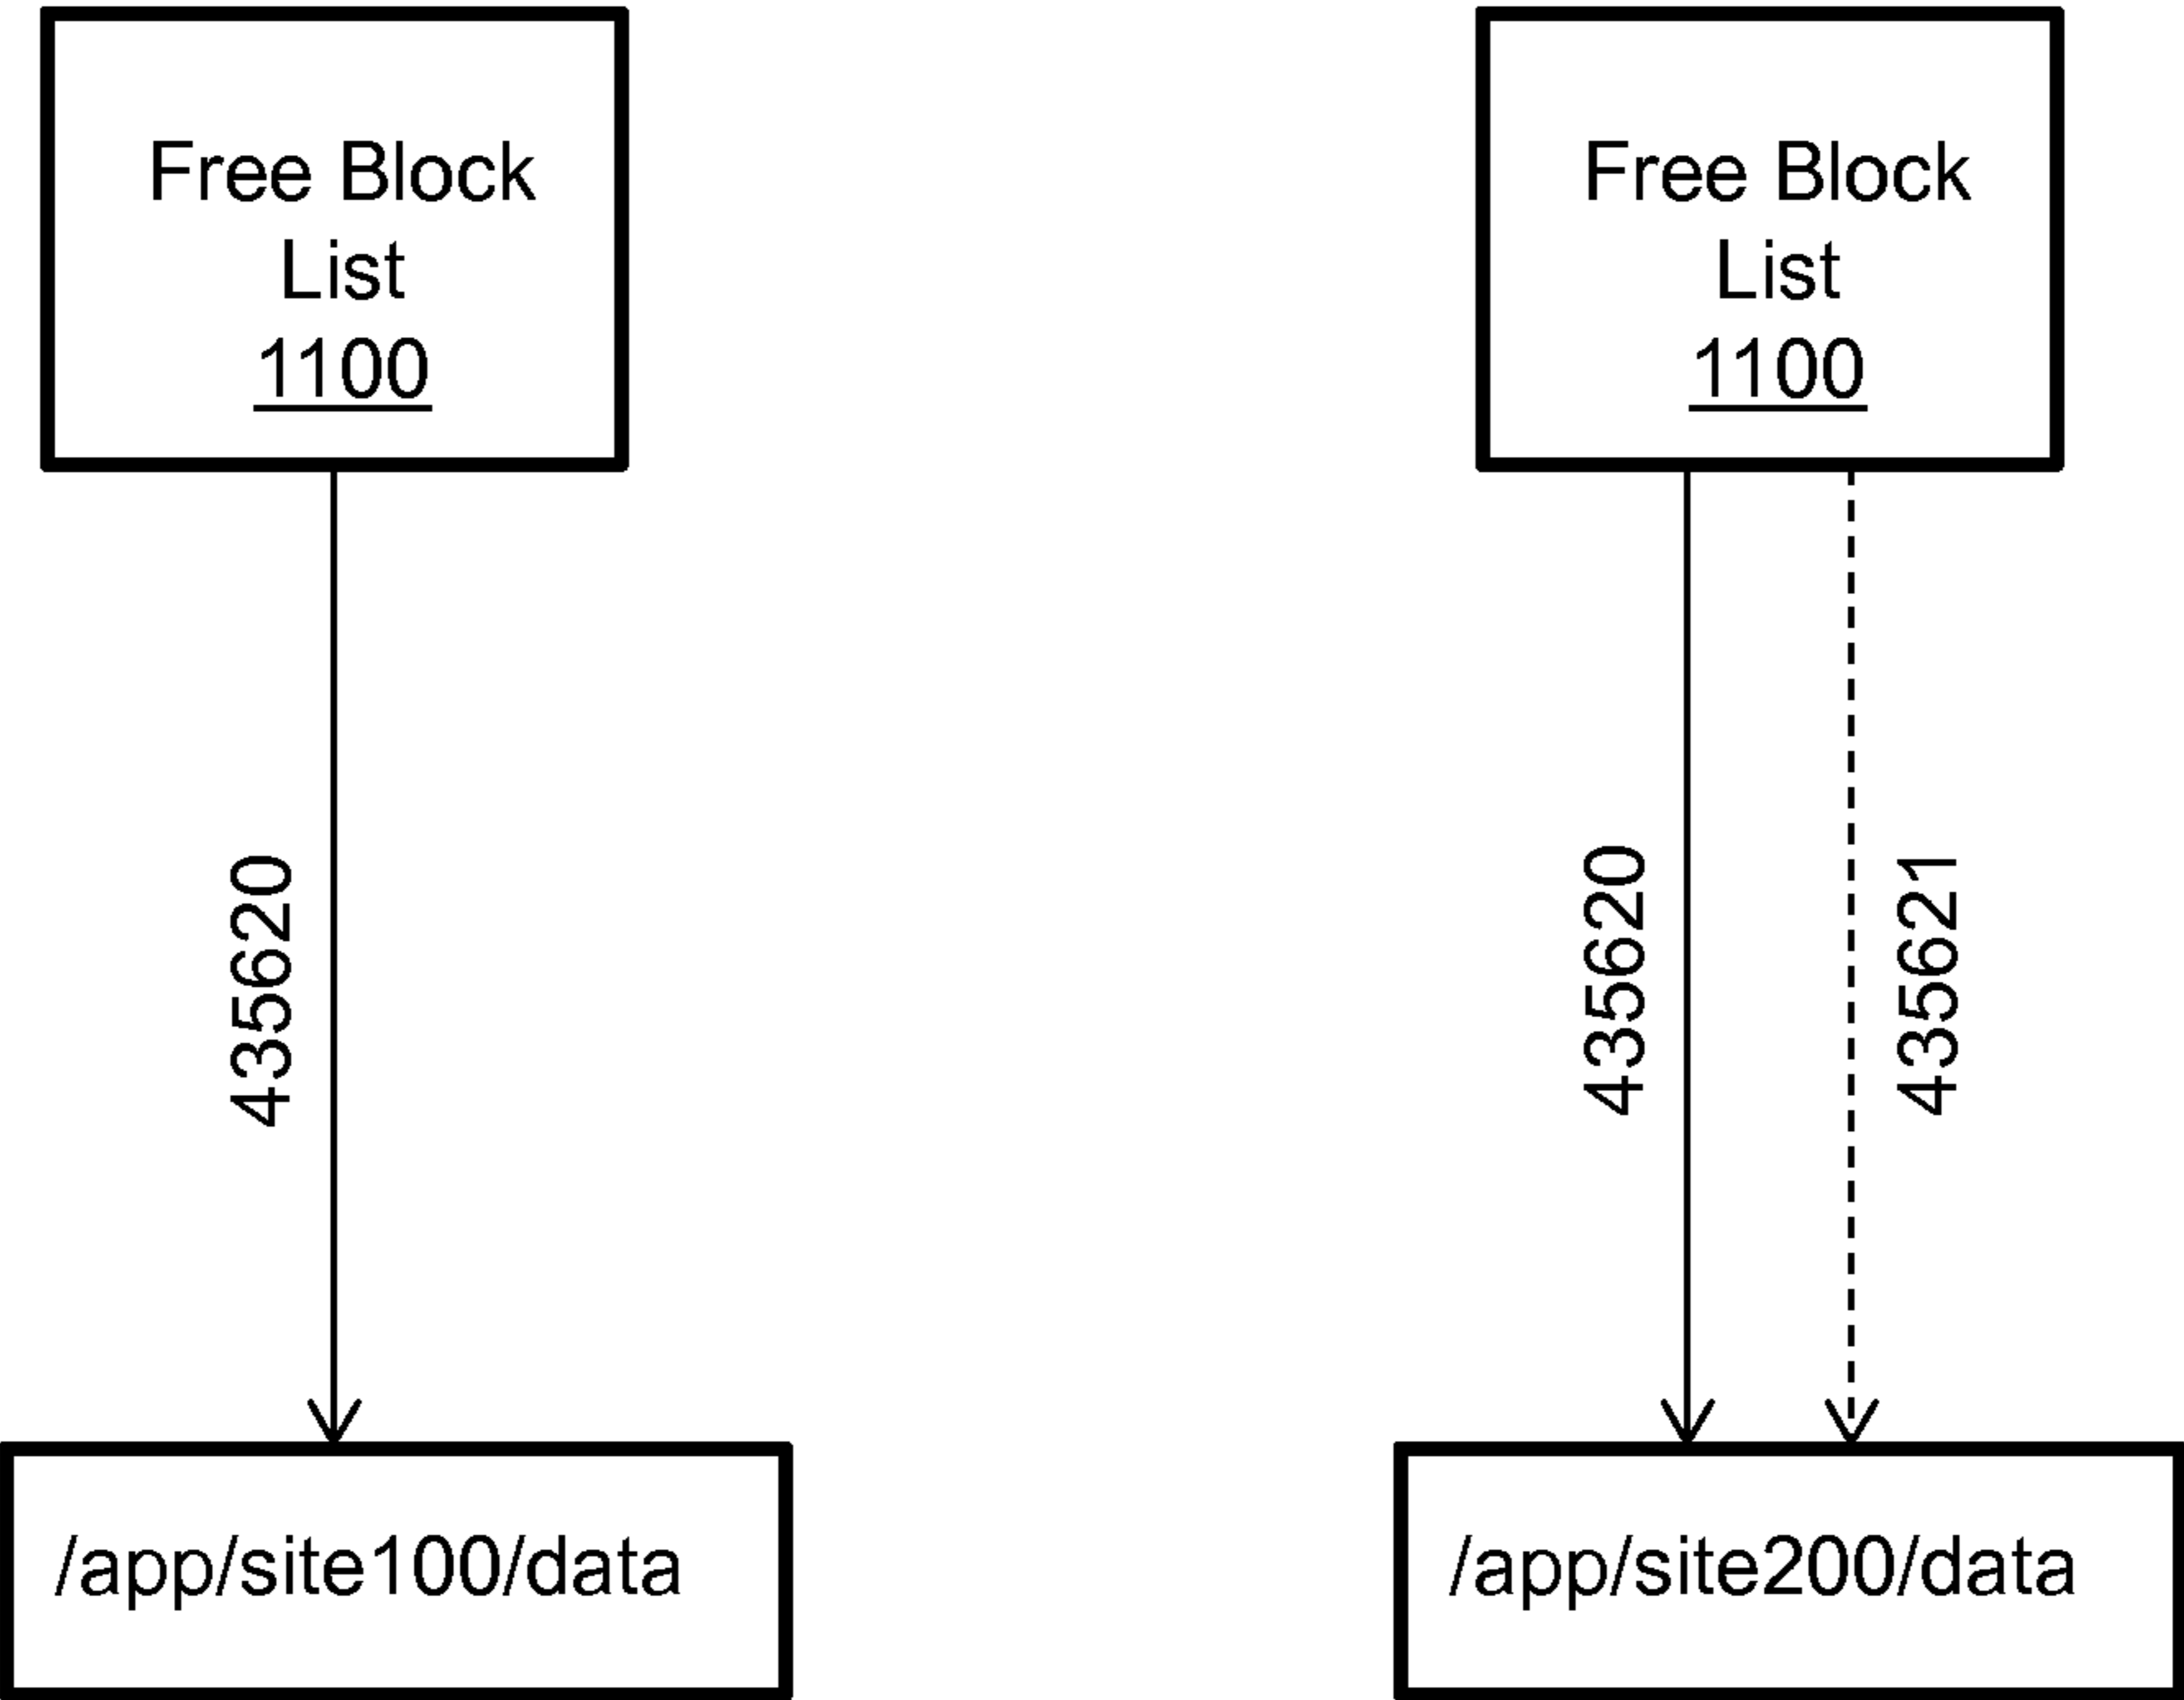 Free Block
List
1100
Free Block
List
1100
435620
435620
435621
/app/site100/data
/app/site200/data